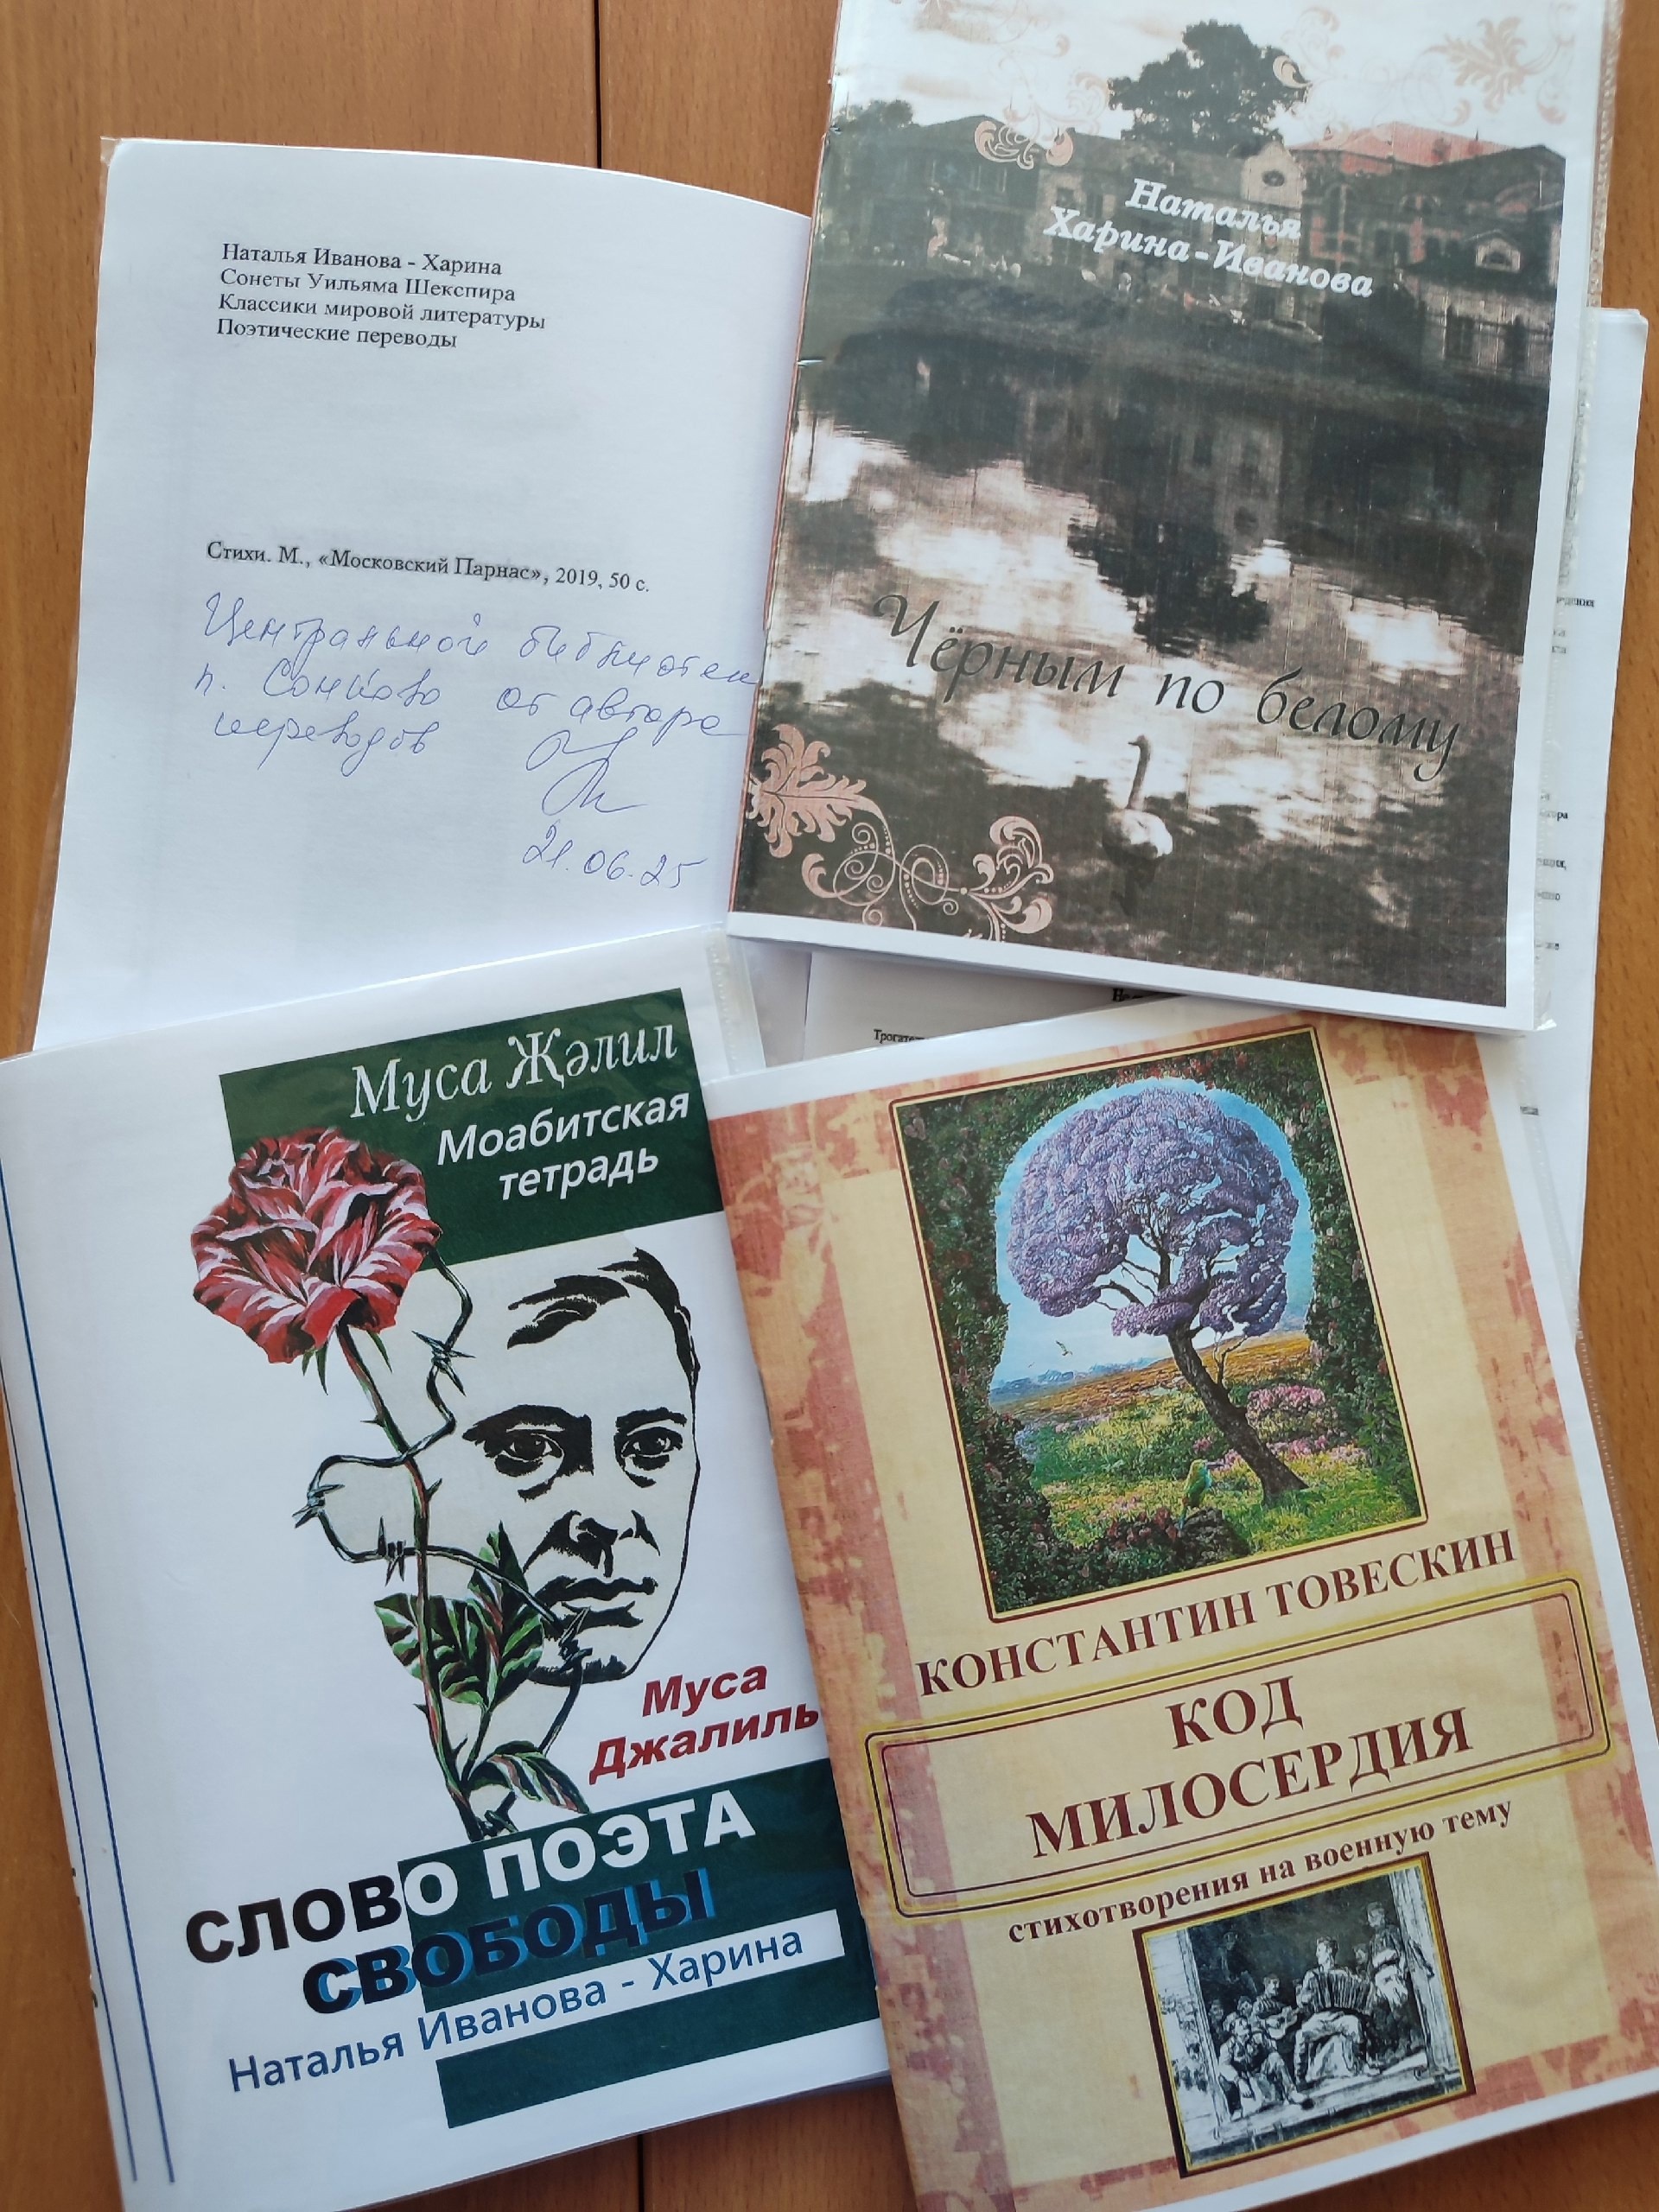 Наталья Иванова - Харина
Сонеты Уильяма Шекспира
Классики мировой литературы
Поэтические переводы
Стихи. М., «Московский Парнас», 2019, 50 с.
Центральной библиотеки
п. Сонково от автора
переводов
21.06.25
Наталья
Харина-Иванова
Чёрным по белому
Муса Җәлил
Моабитская
тетрадь
Муса
Джалиль
СЛОВО ПОЭТА
СВОБОДЫ
Наталья Иванова - Харина
КОНСТАНТИН ТОВЕСКИН
КОД
МИЛОСЕРДИЯ
стихотворения на военную тему